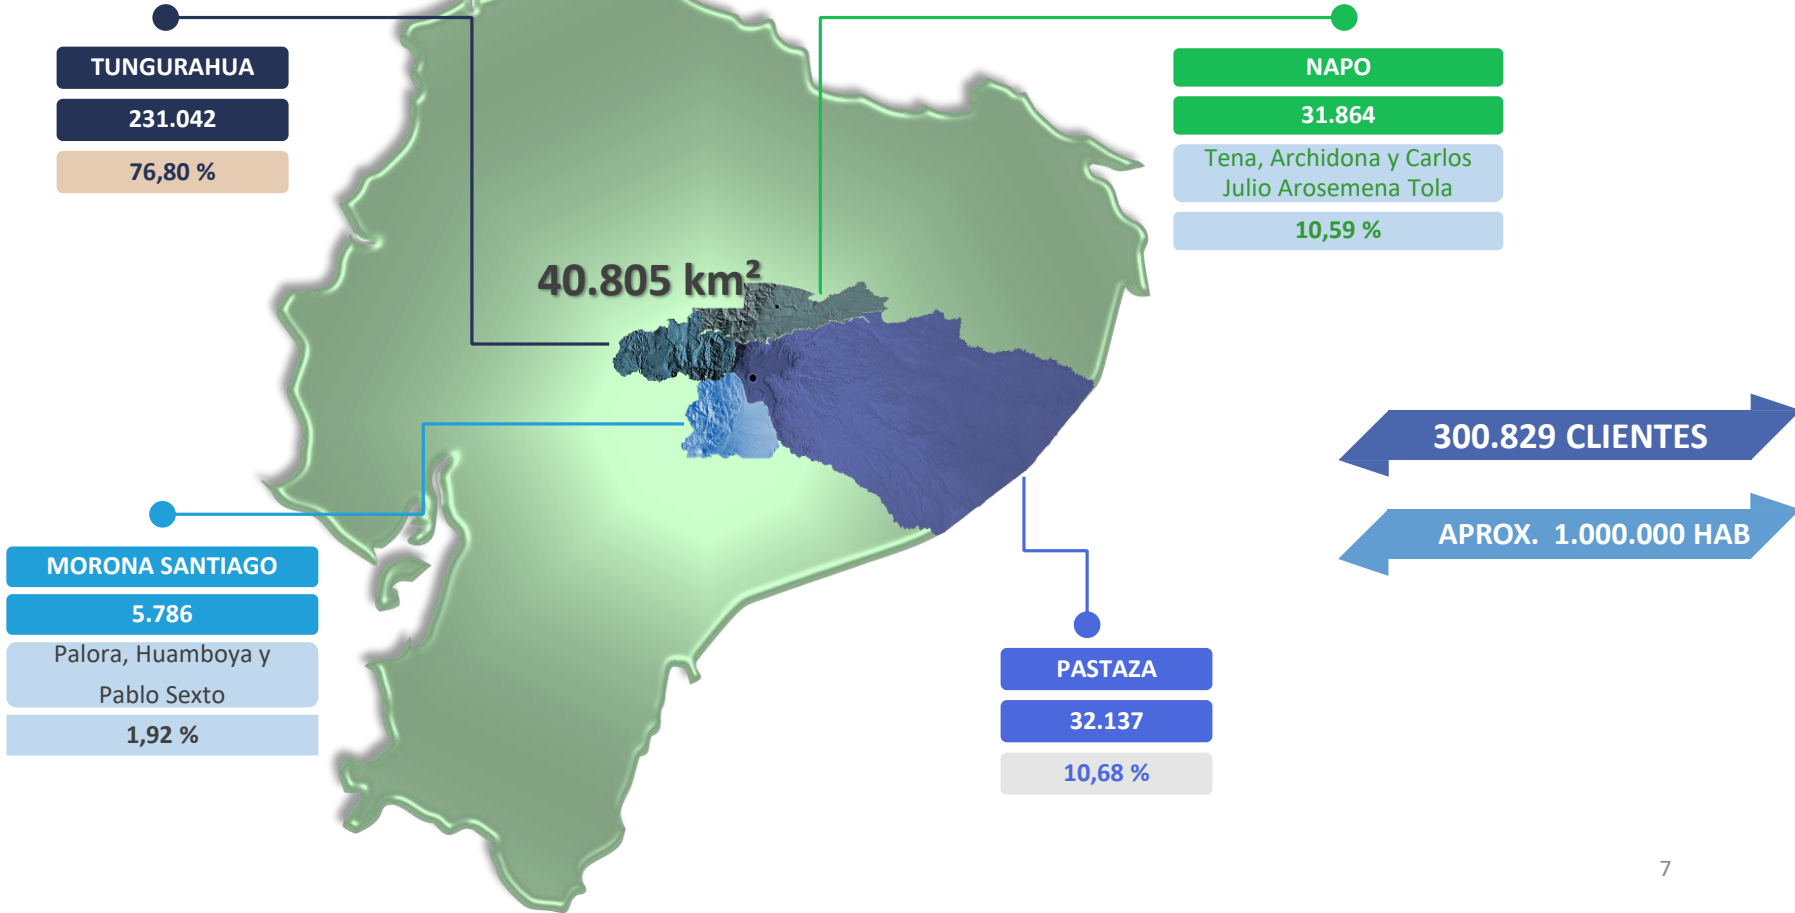 TUNGURAHUA
231.042
76,80 %
NAPO
31.864
Tena, Archidona y Carlos
Julio Arosemena Tola
10,59 %
40.805 km²
300.829 CLIENTES
APROX. 1.000.000 HAB
MORONA SANTIAGO
5.786
Palora, Huamboya y
Pablo Sexto
1,92 %
PASTAZA
32.137
10,68 %
7